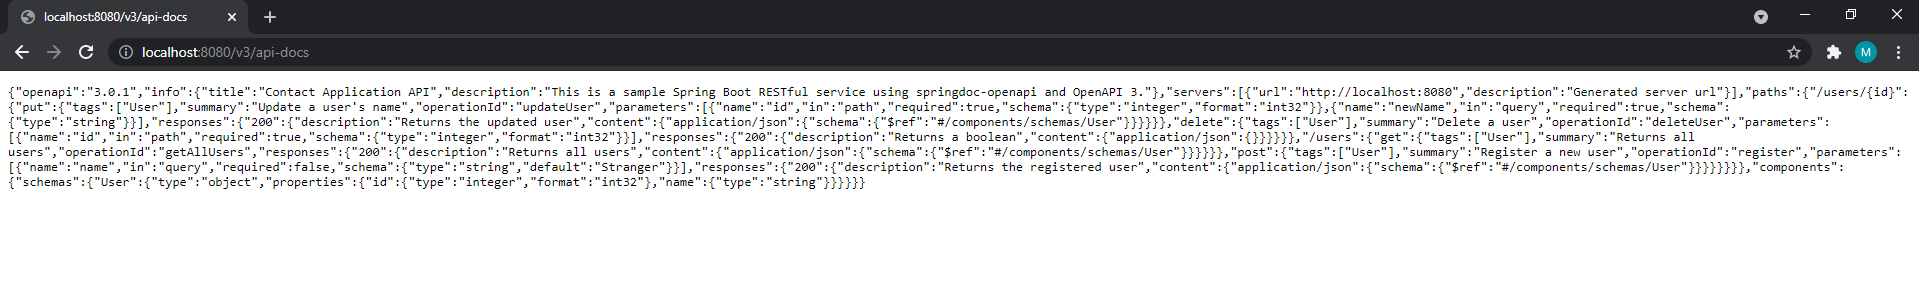 localhost:8080/v3/api-docs
localhost:8080/v3/api-docs
M
{"openapi":"3.0.1","info":{"title":"Contact Application API","description":"This is a sample Spring Boot RESTful service using springdoc-openapi and OpenAPI 3."},"servers":[{"url":"http://localhost:8080","description":"Generated server url"}],"paths":{"/users/{id}":
{"put":{"tags":["User"],"summary":"Update a user's name","operationId":"updateUser","parameters":[{"name":"id","in":"path","required":true,"schema":{"type":"integer","format":"int32"}},{"name":"newName","in":"query","required":true,"schema":
{"type":"string"}}],"responses":{"200":{"description":"Returns the updated user","content":{"application/json":{"schema":{"$ref":"#/components/schemas/User"}}}}}},"delete":{"tags":["User"],"summary":"Delete a user","operationId":"deleteUser","parameters":
[{"name":"id","in":"path","required":true,"schema":{"type":"integer","format":"int32"}}],"responses":{"200":{"description":"Returns a boolean","content":{"application/json":{}}}}}},"/users":{"get":{"tags":["User"],"summary":"Returns all
users","operationId":"getAllUsers","responses":{"200":{"description":"Returns all users","content":{"application/json":{"schema":{"$ref":"#/components/schemas/User"}}}}}},"post":{"tags":["User"],"summary":"Register a new user","operationId":"register","parameters":
[{"name":"name","in":"query","required":false,"schema":{"type":"string","default":"Stranger"}}],"responses":{"200":{"description":"Returns the registered user","content":{"application/json":{"schema":{"$ref":"#/components/schemas/User"}}}}}}}},"components":
{"schemas":{"User":{"type":"object","properties":{"id":{"type":"integer","format":"int32"},"name":{"type":"string"}}}}}}